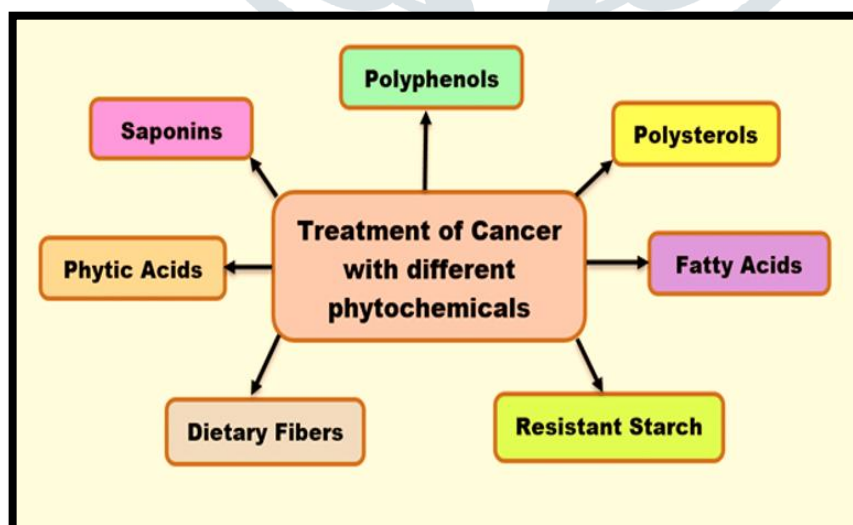 Polyphenols
Saponins
Polysterols
Treatment of Cancer
with different
phytochemicals
Phytic Acids
Fatty Acids
Dietary Fibers
Resistant Starch